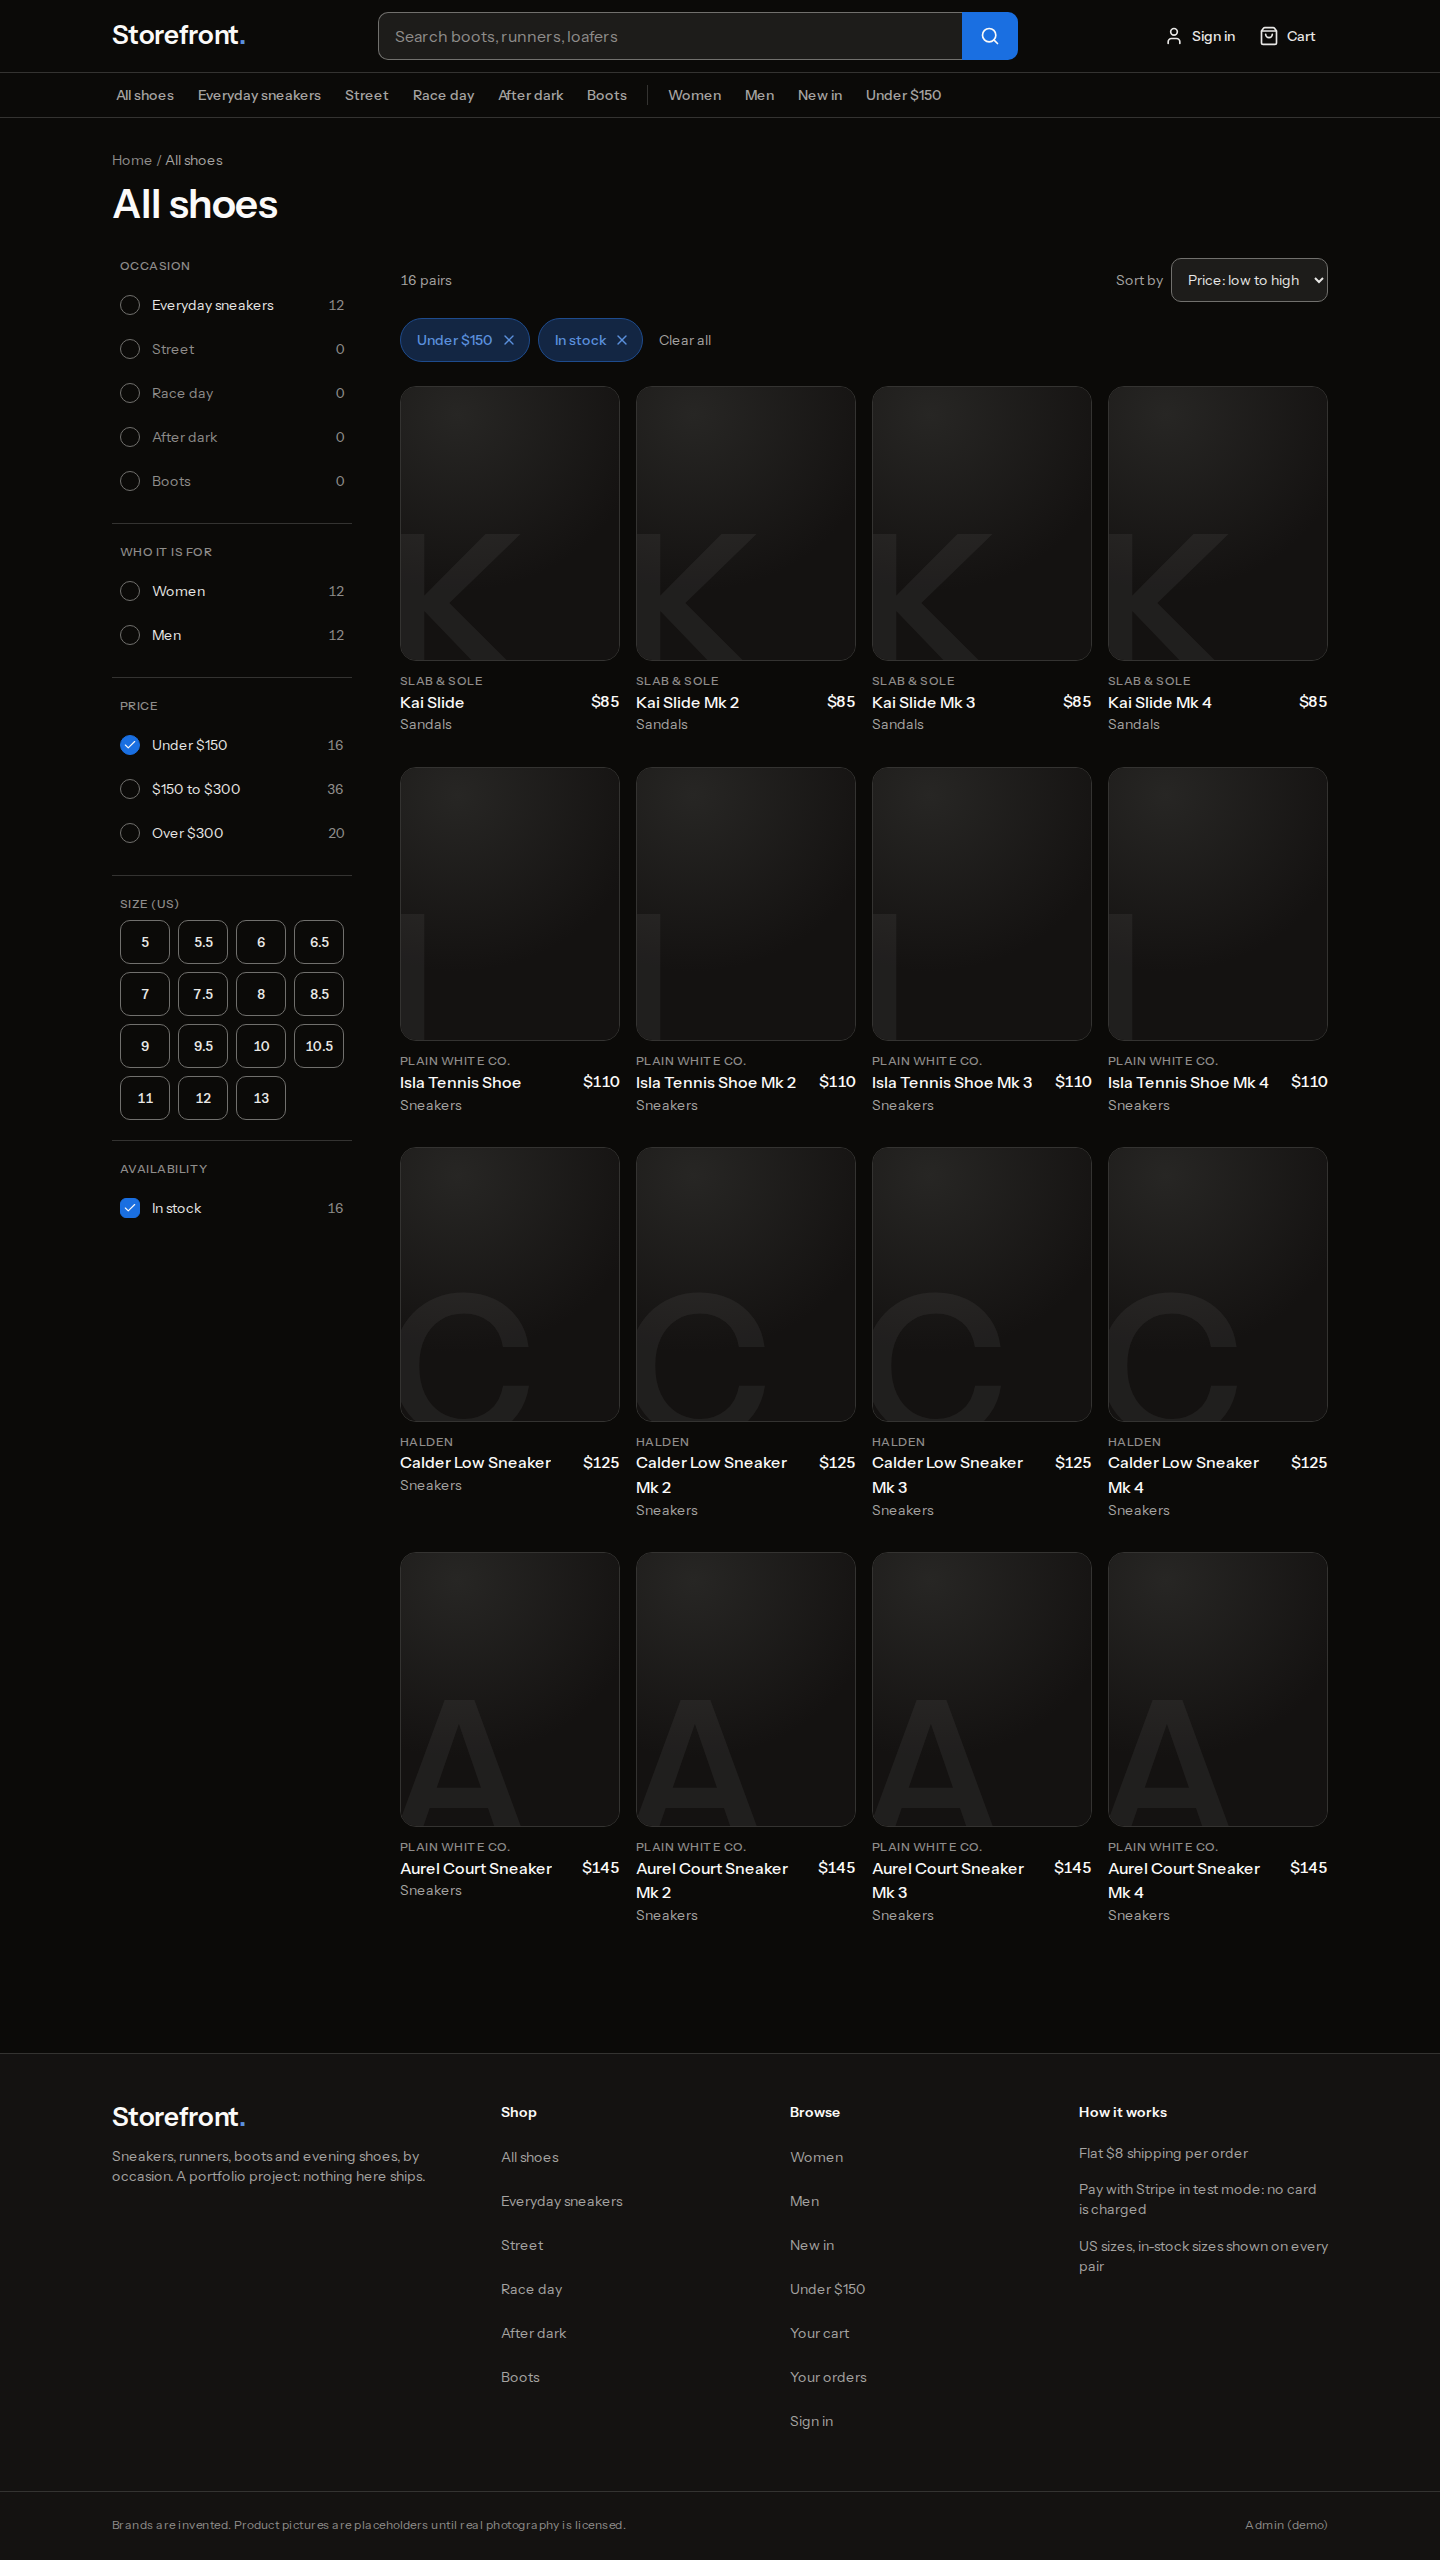 Storefront.
Search boots, runners, loafers
Sign in
Cart
All shoes
Everyday sneakers
Street
Race day
After dark
Boots
Women
Men
New in
Under $150
Home / All shoes
All shoes
OCCASION
Everyday sneakers 12
Street 0
Race day 0
After dark 0
Boots 0
WHO IT IS FOR
Women 12
Men 12
PRICE
Under $150 16
$150 to $300 36
Over $300 20
SIZE (US)
5 5.5 6 6.5
7 7.5 8 8.5
9 9.5 10 10.5
11 12 13
AVAILABILITY
In stock 16
16 pairs
Sort by Price: low to high
Under $150
In stock
Clear all
K
SLAB & SOLE
Kai Slide $85
Sandals
K
SLAB & SOLE
Kai Slide Mk 2 $85
Sandals
K
SLAB & SOLE
Kai Slide Mk 3 $85
Sandals
K
SLAB & SOLE
Kai Slide Mk 4 $85
Sandals
I
PLAIN WHITE CO.
Isla Tennis Shoe $110
Sneakers
I
PLAIN WHITE CO.
Isla Tennis Shoe Mk 2 $110
Sneakers
I
PLAIN WHITE CO.
Isla Tennis Shoe Mk 3 $110
Sneakers
I
PLAIN WHITE CO.
Isla Tennis Shoe Mk 4 $110
Sneakers
C
HALDEN
Calder Low Sneaker $125
Sneakers
C
HALDEN
Calder Low Sneaker $125
Mk 2
Sneakers
C
HALDEN
Calder Low Sneaker $125
Mk 3
Sneakers
C
HALDEN
Calder Low Sneaker $125
Mk 4
Sneakers
A
PLAIN WHITE CO.
Aurel Court Sneaker $145
Sneakers
A
PLAIN WHITE CO.
Aurel Court Sneaker $145
Mk 2
Sneakers
A
PLAIN WHITE CO.
Aurel Court Sneaker $145
Mk 3
Sneakers
A
PLAIN WHITE CO.
Aurel Court Sneaker $145
Mk 4
Sneakers
Storefront.
Sneakers, runners, boots and evening shoes, by
occasion. A portfolio project: nothing here ships.
Shop
All shoes
Everyday sneakers
Street
Race day
After dark
Boots
Browse
Women
Men
New in
Under $150
Your cart
Your orders
Sign in
How it works
Flat $8 shipping per order
Pay with Stripe in test mode: no card
is charged
US sizes, in-stock sizes shown on every
pair
Brands are invented. Product pictures are placeholders until real photography is licensed.
Admin (demo)